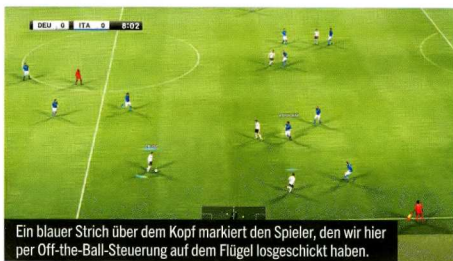 DEU 0 ITA 0 8:02
Ein blauer Strich über dem Kopf markiert den Spieler, den wir hier
per Off-the-Ball-Steuerung auf dem Flügel losgeschickt haben.